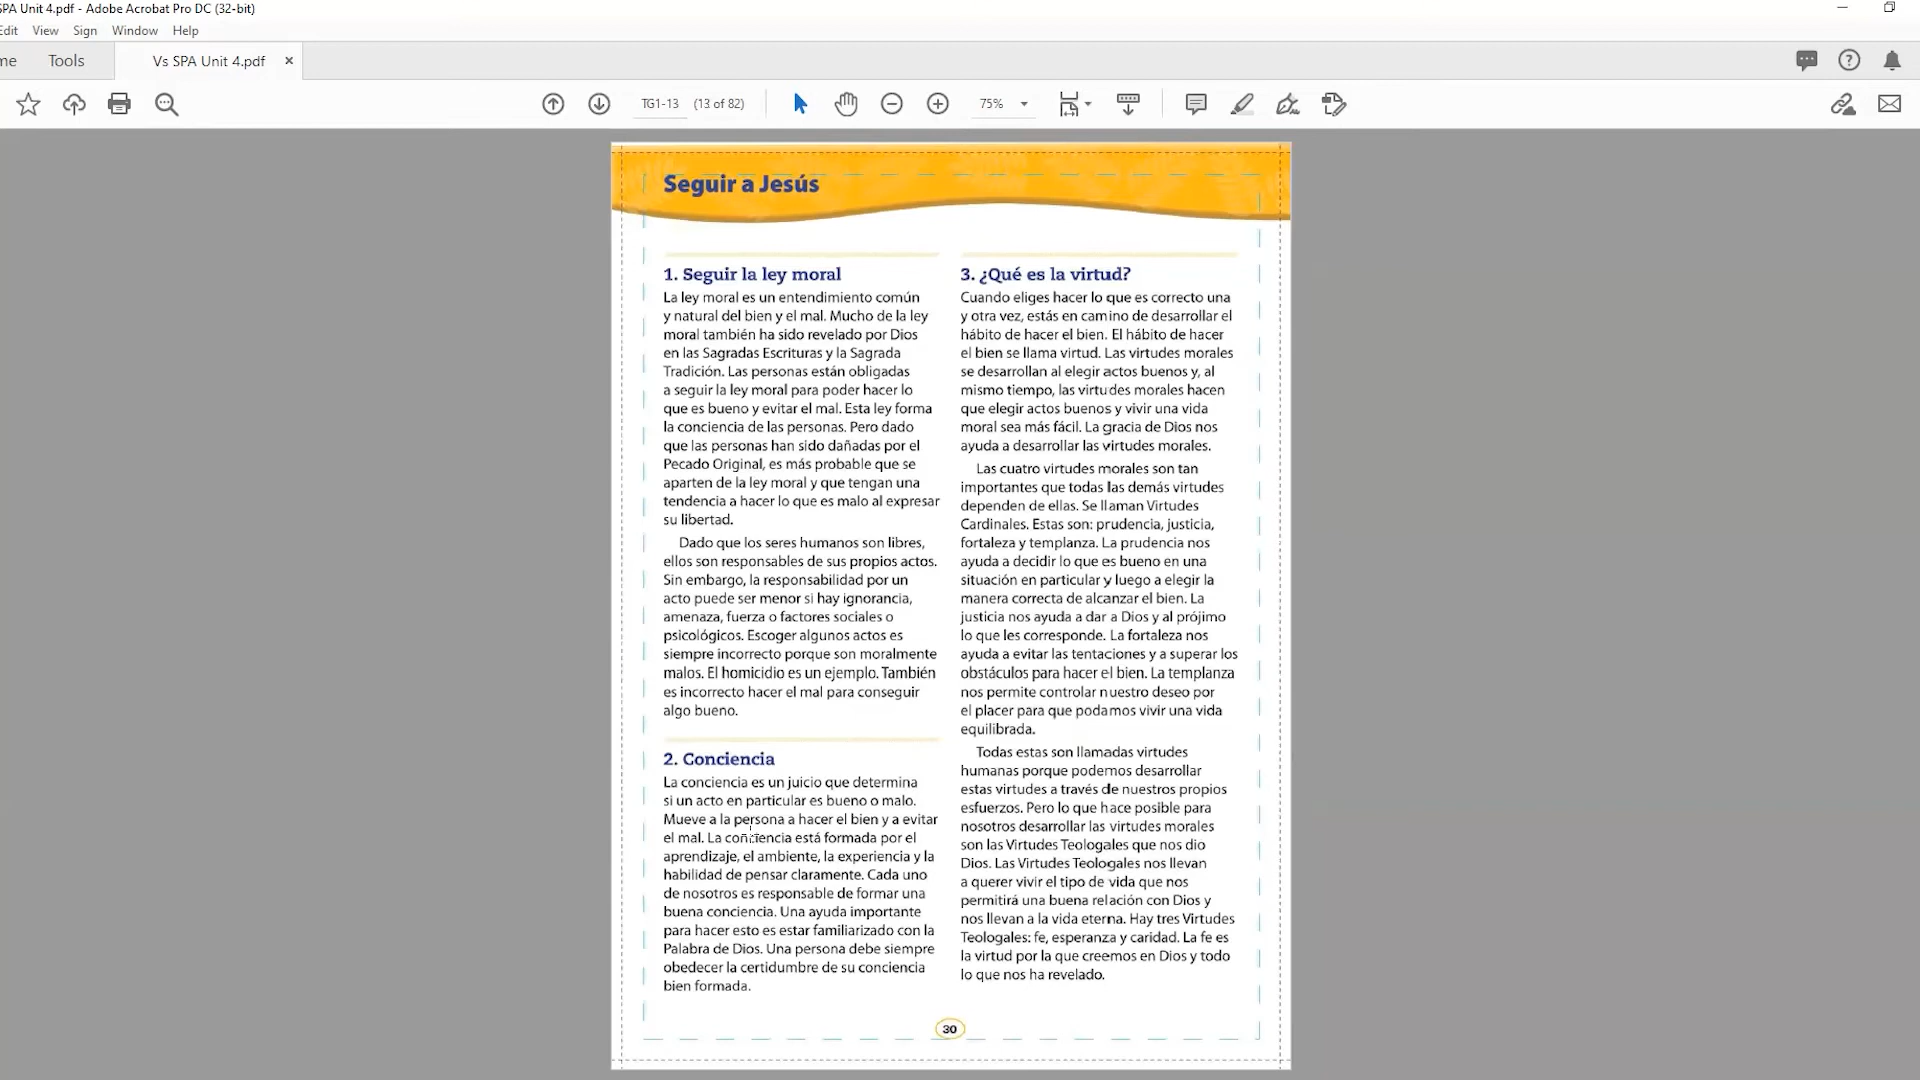 SPA Unit 4.pdf - Adobe Acrobat Pro DC (32-bit)
Edit View Sign Window Help
me Tools Vs SPA Unit 4.pdf ×
TG1-13 (13 of 82) 75%
Seguir a Jesús
1. Seguir la ley moral
La ley moral es un entendimiento común
y natural del bien y el mal. Mucho de la ley
moral también ha sido revelado por Dios
en las Sagradas Escrituras y la Sagrada
Tradición. Las personas están obligadas
a seguir la ley moral para poder hacer lo
que es bueno y evitar el mal. Esta ley forma
la conciencia de las personas. Pero dado
que las personas han sido dañadas por el
Pecado Original, es más probable que se
aparten de la ley moral y que tengan una
tendencia a hacer lo que es malo al expresar
su libertad.
Dado que los seres humanos son libres,
ellos son responsables de sus propios actos.
Sin embargo, la responsabilidad por un
acto puede ser menor si hay ignorancia,
amenaza, fuerza o factores sociales o
psicológicos. Escoger algunos actos es
siempre incorrecto porque son moralmente
malos. El homicidio es un ejemplo. También
es incorrecto hacer el mal para conseguir
algo bueno.
2. Conciencia
La conciencia es un juicio que determina
si un acto en particular es bueno o malo.
Mueve a la persona a hacer el bien y a evitar
el mal. La conciencia está formada por el
aprendizaje, el ambiente, la experiencia y la
habilidad de pensar claramente. Cada uno
de nosotros es responsable de formar una
buena conciencia. Una ayuda importante
para hacer esto es estar familiarizado con la
Palabra de Dios. Una persona debe siempre
obedecer la certidumbre de su conciencia
bien formada.
3. ¿Qué es la virtud?
Cuando eliges hacer lo que es correcto una
y otra vez, estás en camino de desarrollar el
hábito de hacer el bien. El hábito de hacer
el bien se llama virtud. Las virtudes morales
se desarrollan al elegir actos buenos y, al
mismo tiempo, las virtudes morales hacen
que elegir actos buenos y vivir una vida
moral sea más fácil. La gracia de Dios nos
ayuda a desarrollar las virtudes morales.
Las cuatro virtudes morales son tan
importantes que todas las demás virtudes
dependen de ellas. Se llaman Virtudes
Cardinales. Estas son: prudencia, justicia,
fortaleza y templanza. La prudencia nos
ayuda a decidir lo que es bueno en una
situación en particular y luego a elegir la
manera correcta de alcanzar el bien. La
justicia nos ayuda a dar a Dios y al prójimo
lo que les corresponde. La fortaleza nos
ayuda a evitar las tentaciones y a superar los
obstáculos para hacer el bien. La templanza
nos permite controlar nuestro deseo por
el placer para que podamos vivir una vida
equilibrada.
Todas estas son llamadas virtudes
humanas porque podemos desarrollar
estas virtudes a través de nuestros propios
esfuerzos. Pero lo que hace posible para
nosotros desarrollar las virtudes morales
son las Virtudes Teologales que nos dio
Dios. Las Virtudes Teologales nos llevan
a querer vivir el tipo de vida que nos
permitirá una buena relación con Dios y
nos llevan a la vida eterna. Hay tres Virtudes
Teologales: fe, esperanza y caridad. La fe es
la virtud por la que creemos en Dios y todo
lo que nos ha revelado.
30